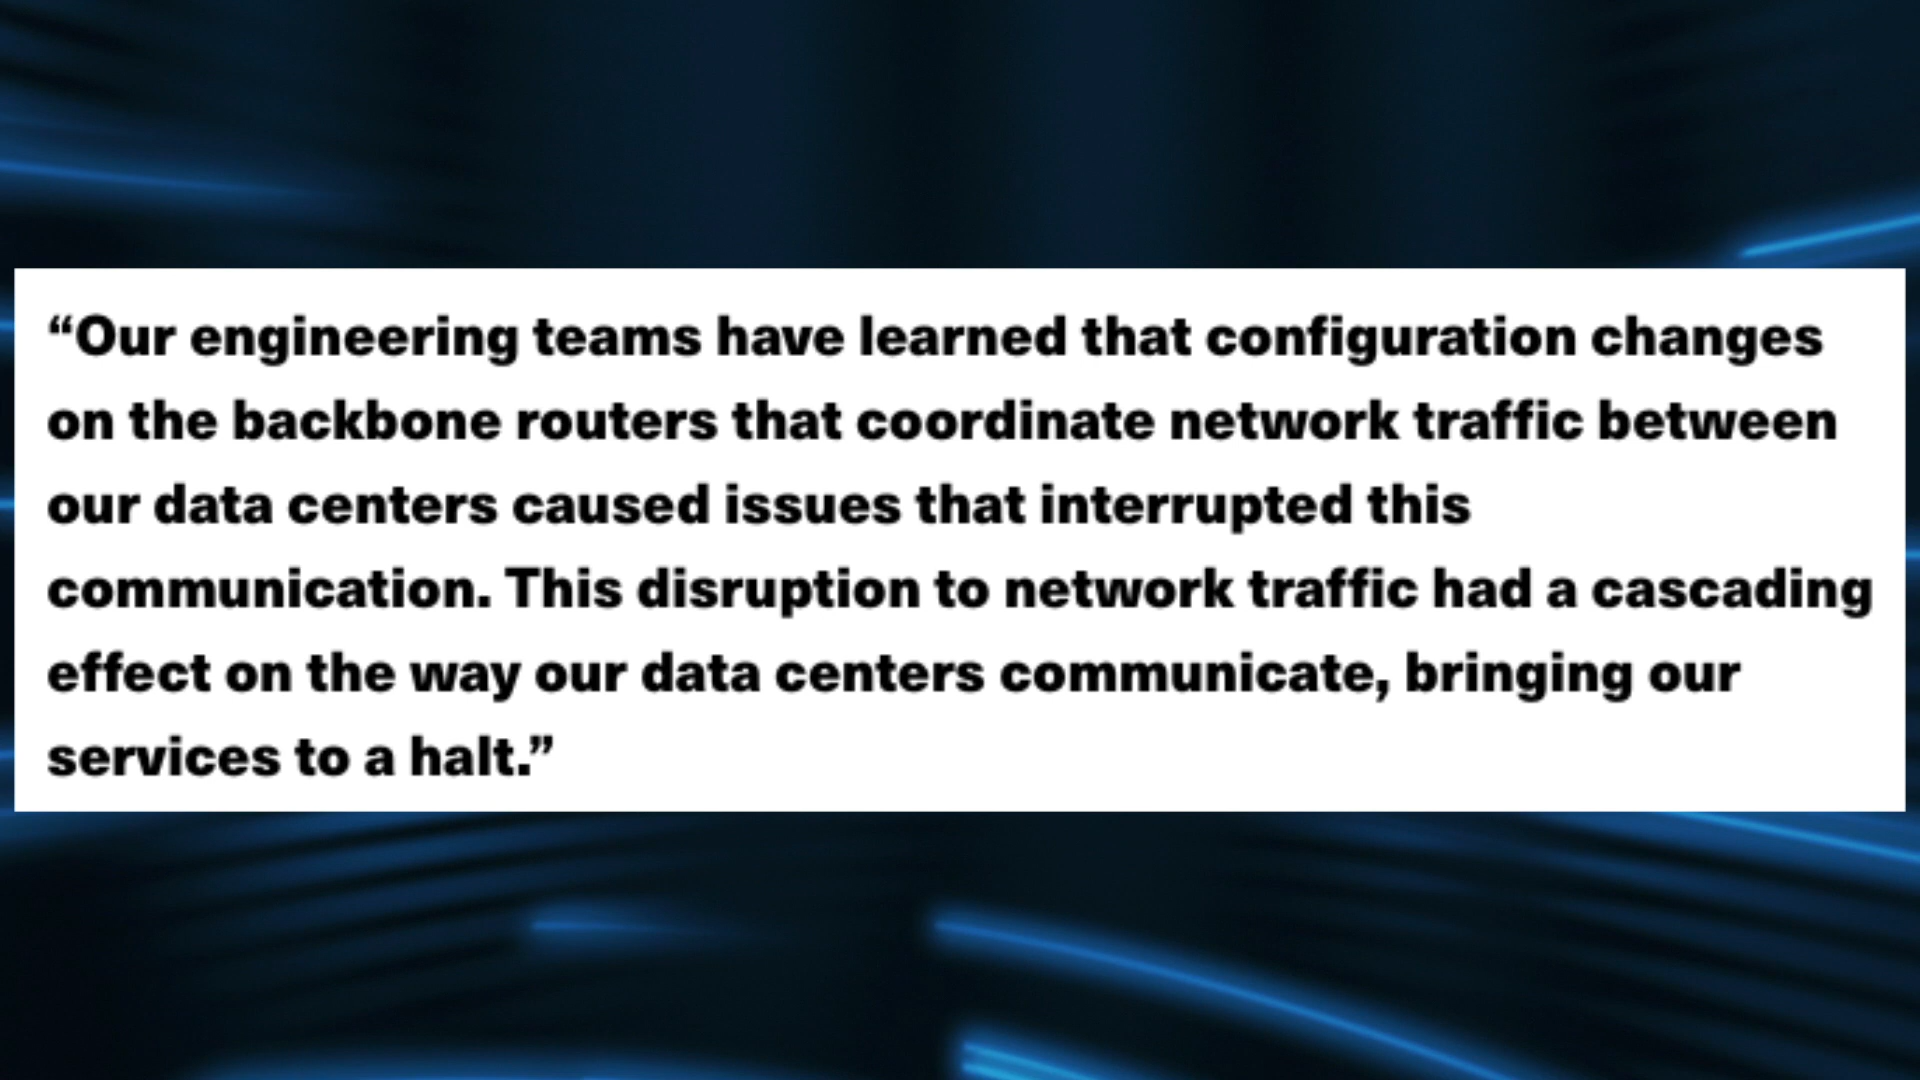 “Our engineering teams have learned that configuration changes
on the backbone routers that coordinate network traffic between
our data centers caused issues that interrupted this
communication. This disruption to network traffic had a cascading
effect on the way our data centers communicate, bringing our
services to a halt.”